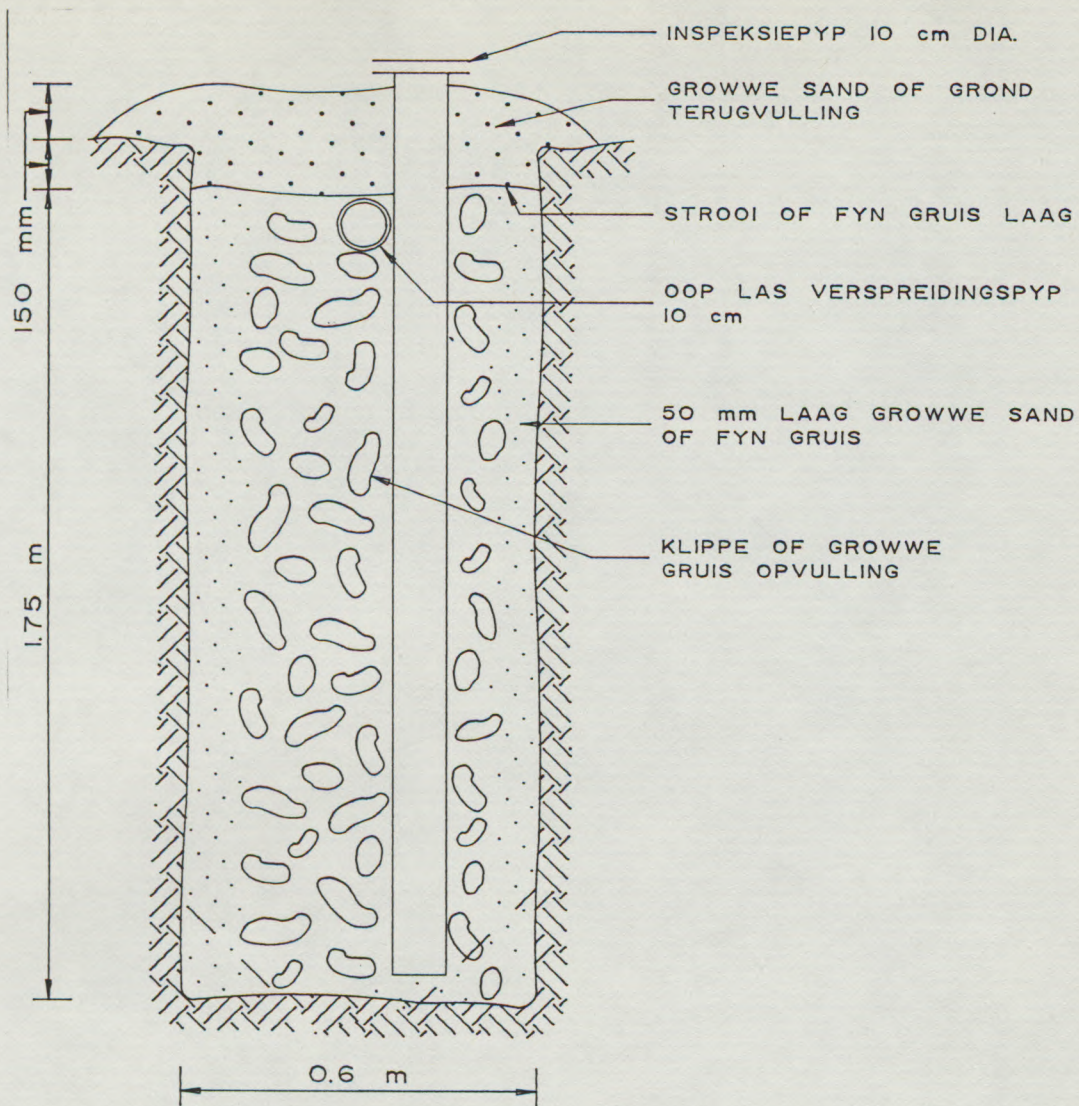 INSPEKSIEPYP 10 cm DIA.
GROWWE SAND OF GROND
TERUGVULLING
STROOI OF FYN GRUIS LAAG
OOP LAS VERSPREIDINGSPYP
10 cm
50 mm LAAG GROWWE SAND
OF FYN GRUIS
KLIPPE OF GROWWE
GRUIS OPVULLING
150 mm
1.75 m
0.6 m